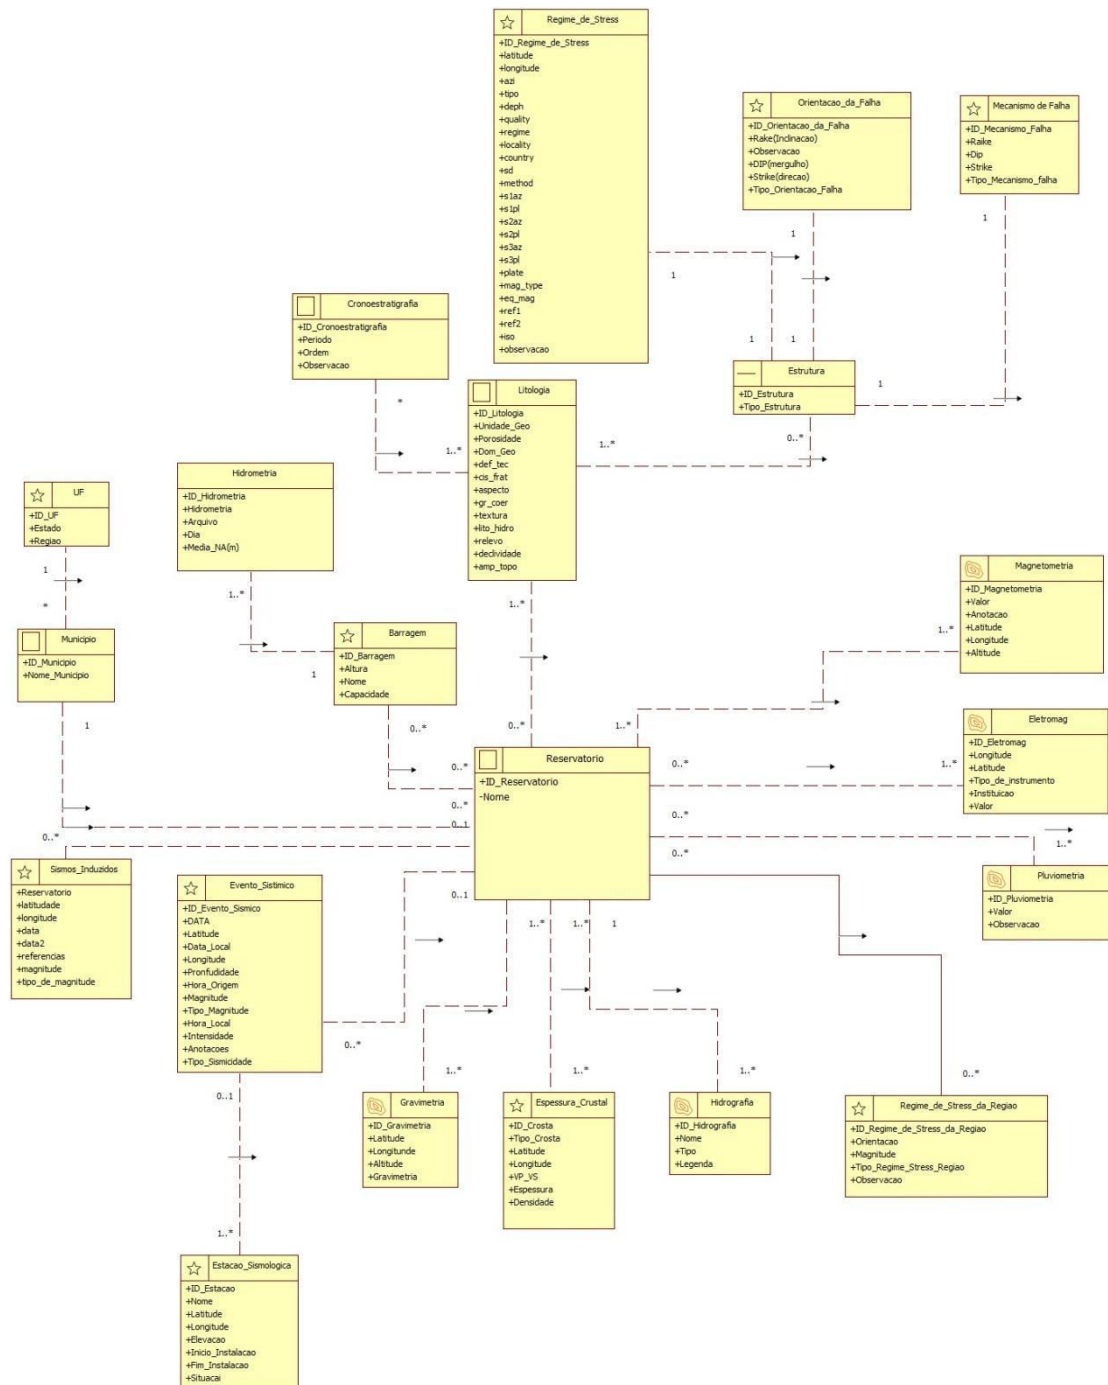 Regime_de_Stress
+ID_Regime_de_Stress
+latitude
+longitude
+azi
+tipo
+deph
+quality
+regime
+locality
+country
+sd
+method
+s1az
+s1pl
+s2az
+s2pl
+s3az
+s3pl
+plate
+mag_type
+eq_mag
+ref1
+ref2
+iso
+observacao
Orientacao_da_Falha
+ID_Orientacao_da_Falha
+Rake(Inclinacao)
+Observacao
+DIP(mergulho)
+Strike(direcao)
+Tipo_Orientacao_Falha
Mecanismo de Falha
+ID_Mecanismo_Falha
+Raike
+Dip
+Strike
+Tipo_Mecanismo_falha
1
1
1
1
1
1
Estrutura
+ID_Estrutura
+Tipo_Estrutura
0..*
1..*
Cronoestratigrafia
+ID_Cronoestratigrafia
+Periodo
+Ordem
+Observacao
*
1..*
Litologia
+ID_Litologia
+Unidade_Geo
+Porosidade
+Dom_Geo
+def_tec
+cis_frat
+aspecto
+gr_coer
+textura
+lito_hidro
+relevo
+declividade
+amp_topo
1..*
0..*
Hidrometria
+ID_Hidrometria
+Hidrometria
+Arquivo
+Dia
+Media_NA(m)
1..*
1
UF
+ID_UF
+Estado
+Regiao
1
*
Municipio
+ID_Municipio
+Nome_Municipio
1
Barragem
+ID_Barragem
+Altura
+Nome
+Capacidade
0..*
0..*
0..*
0..1
0..*
0..1
Reservatorio
+ID_Reservatorio
-Nome
Magnetometria
+ID_Magnetometria
+Valor
+Anotacao
+Latitude
+Longitude
+Altitude
1..*
1..*
Eletromag
+ID_Eletromag
+Longitude
+Latitude
+Tipo_de_instrumento
+Instituicao
+Valor
0..*
1..*
0..*
1..*
0..*
Pluviometria
+ID_Pluviometria
+Valor
+Observacao
Sismos_Induzidos
+Reservatorio
+latitudade
+longitude
+data
+data2
+referencias
+magnitude
+tipo_de_magnitude
Evento_Sistimico
+ID_Evento_Sismico
+DATA
+Latitude
+Data_Local
+Longitude
+Pronfudidade
+Hora_Origem
+Magnitude
+Tipo_Magnitude
+Hora_Local
+Intensidade
+Anotacoes
+Tipo_Sismicidade
0..*
0..1
1..*
1..*
1..*
1
1..*
1..*
1..*
0..*
Gravimetria
+ID_Gravimetria
+Latitude
+Longitunde
+Altitude
+Gravimetria
Espessura_Crustal
+ID_Crosta
+Tipo_Crosta
+Latitude
+Longitude
+VP_VS
+Espessura
+Densidade
Hidrografia
+ID_Hidrografia
+Nome
+Tipo
+Legenda
Regime_de_Stress_da_Regiao
+ID_Regime_de_Stress_da_Regiao
+Orientacao
+Magnitude
+Tipo_Regime_Stress_Regiao
+Observacao
Estacao_Sismologica
+ID_Estacao
+Nome
+Latitude
+Longitude
+Elevacao
+Inicio_Instalacao
+Fim_Instalacao
+Situacai